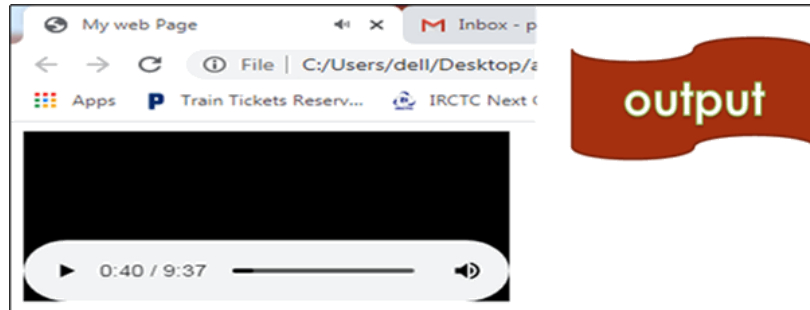 My web Page
Inbox - p
File | C:/Users/dell/Desktop/a
Apps P Train Tickets Reserv... IRCTC Next
output
0:40 / 9:37